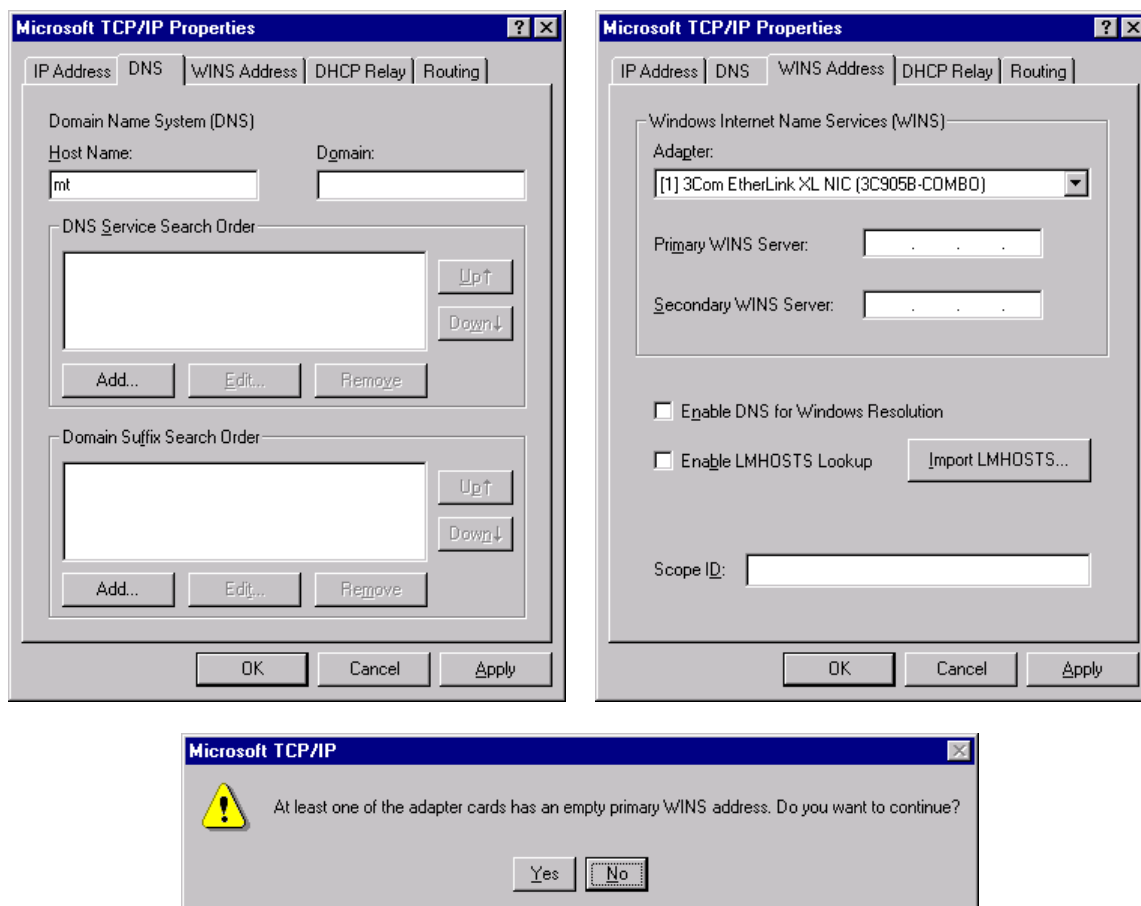 Microsoft TCP/IP Properties
IP Address DNS WINS Address DHCP Relay Routing
Domain Name System (DNS)
Host Name: Domain:
mt
DNS Service Search Order
Up↑
Down↓
Add... Edit... Remove
Domain Suffix Search Order
Up↑
Down↓
Add... Edit... Remove
OK Cancel Apply
Microsoft TCP/IP Properties
IP Address DNS WINS Address DHCP Relay Routing
Windows Internet Name Services (WINS)
Adapter:
[1] 3Com EtherLink XL NIC (3C905B-COMBO)
Primary WINS Server: . . .
Secondary WINS Server: . . .
Enable DNS for Windows Resolution
Enable LMHOSTS Lookup Import LMHOSTS...
Scope ID:
OK Cancel Apply
Microsoft TCP/IP
At least one of the adapter cards has an empty primary WINS address. Do you want to continue?
Yes No